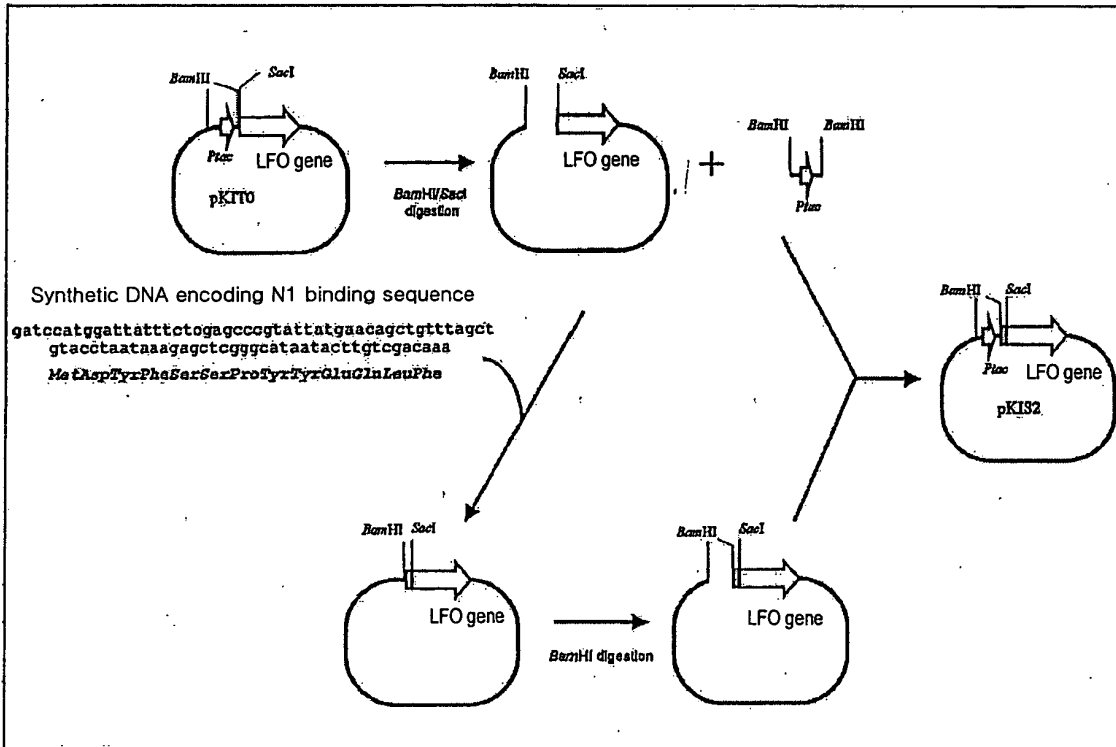 BamHI
SacI
Ptac
LFO gene
pKIT0
BamHI/SacI
digestion
BamHI
SacI
LFO gene
+
BamHI
BamHI
Ptac
Synthetic DNA encoding N1 binding sequence
gatccatggattatttctcgagcccgtattatgaacagctgtttagct
gtacctaataaagagctcgggcataatacttgtcgacaaa
MetAspTyrPheSerSerProTyrTyrGluGlnLeuPhe
BamHI
SacI
Ptac
LFO gene
pKIS2
BamHI
SacI
LFO gene
BamHI digestion
BamHI
SacI
LFO gene